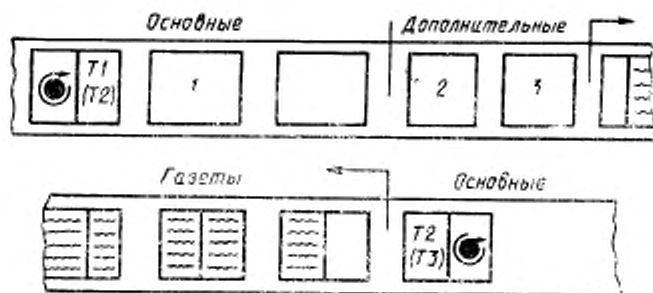 Основные Дополнительные
Т1 (Т2) 1 2 3
Газеты Основные
Т2 (Т3)